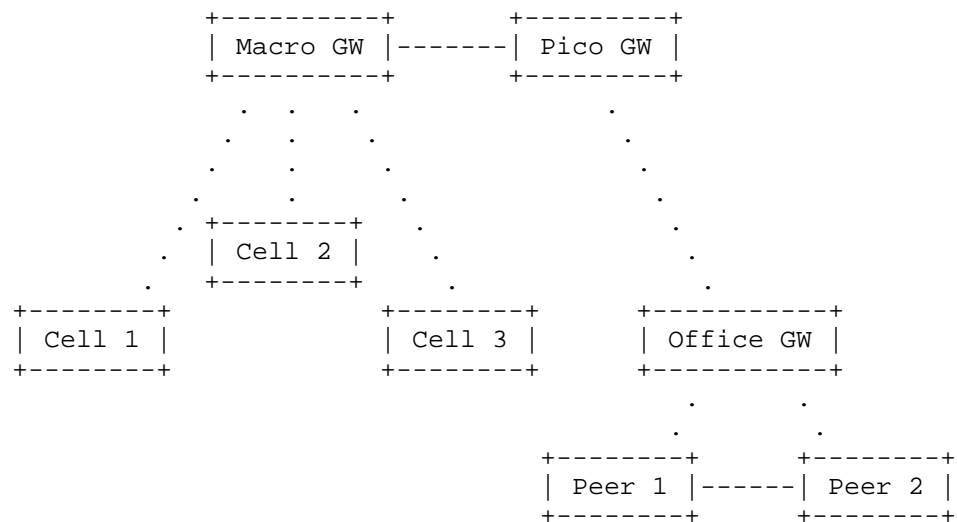 Macro GW Pico GW
Cell 2
Cell 1 Cell 3 Office GW
Peer 1 Peer 2